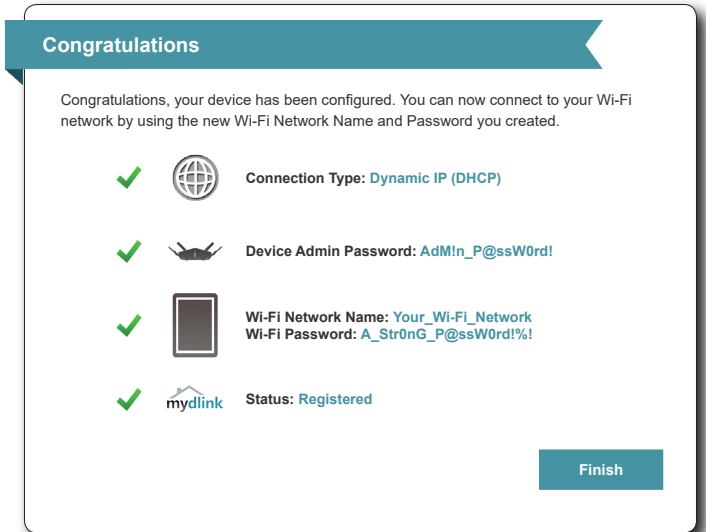 Congratulations
Congratulations, your device has been configured. You can now connect to your Wi-Fi
network by using the new Wi-Fi Network Name and Password you created.
Connection Type: Dynamic IP (DHCP)
Device Admin Password: AdM!n_P@ssW0rd!
Wi-Fi Network Name: Your_Wi-Fi_Network
Wi-Fi Password: A_Str0nG_P@ssW0rd!%!
mydlink
Status: Registered
Finish